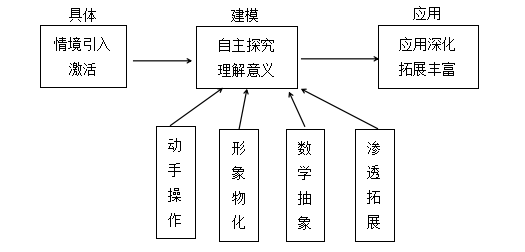 具体
建模
应用
情境引入
激活
自主探究
理解意义
应用深化
拓展丰富
动手操作
形象物化
数学抽象
渗透拓展